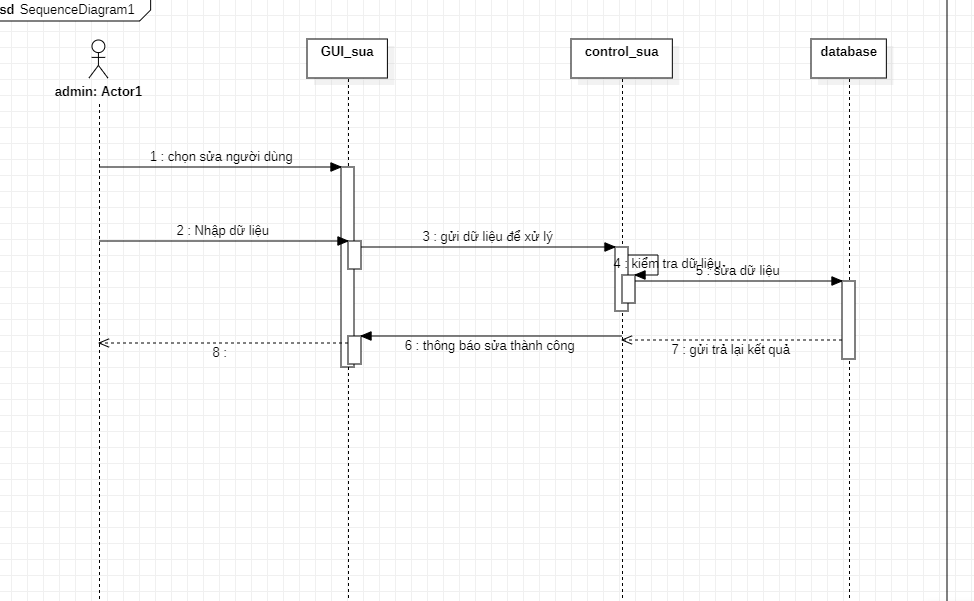 sd SequenceDiagram1
GUI_sua
control_sua
database
admin: Actor1
1 : chọn sửa người dùng
2 : Nhập dữ liệu
3 : gửi dữ liệu để xử lý
4 : kiểm tra dữ liệu
5 : sửa dữ liệu
6 : thông báo sửa thành công
7 : gửi trả lại kết quả
8 :